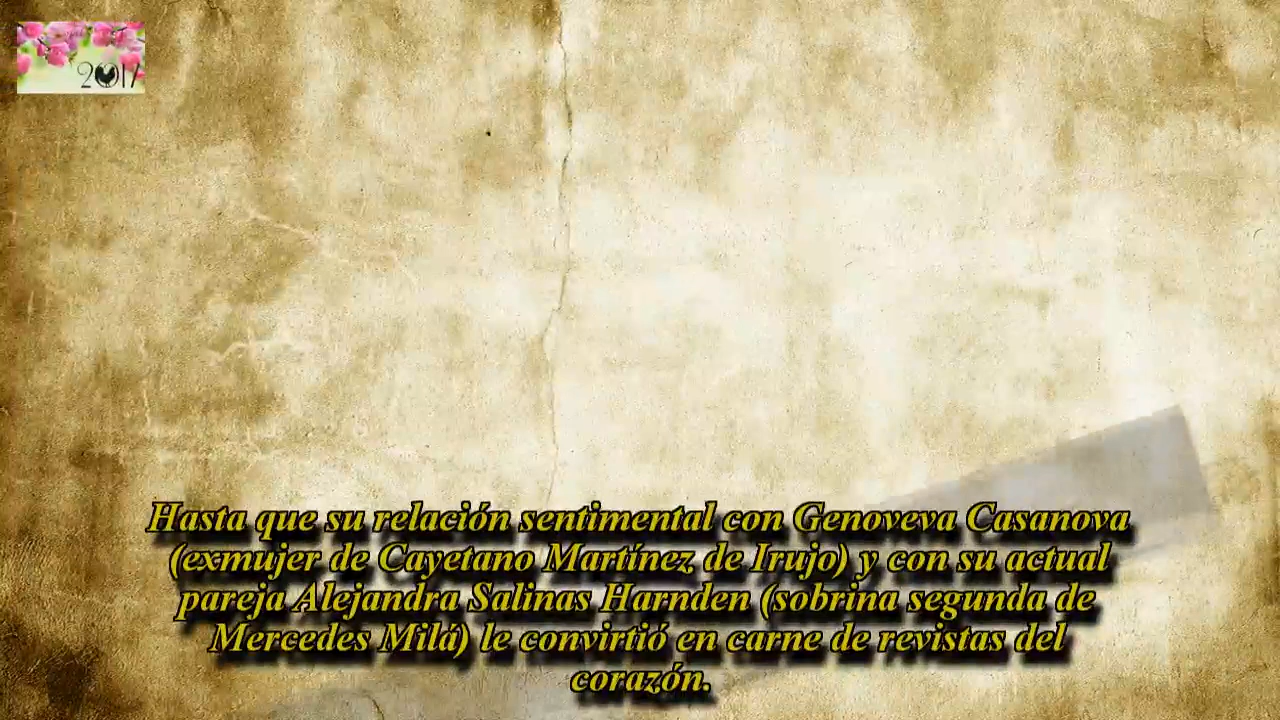 2017
Hasta que su relación sentimental con Genoveva Casanova
(exmujer de Cayetano Martínez de Irujo) y con su actual
pareja Alejandra Salinas Harnden (sobrina segunda de
Mercedes Milá) le convirtió en carne de revistas del
corazón.